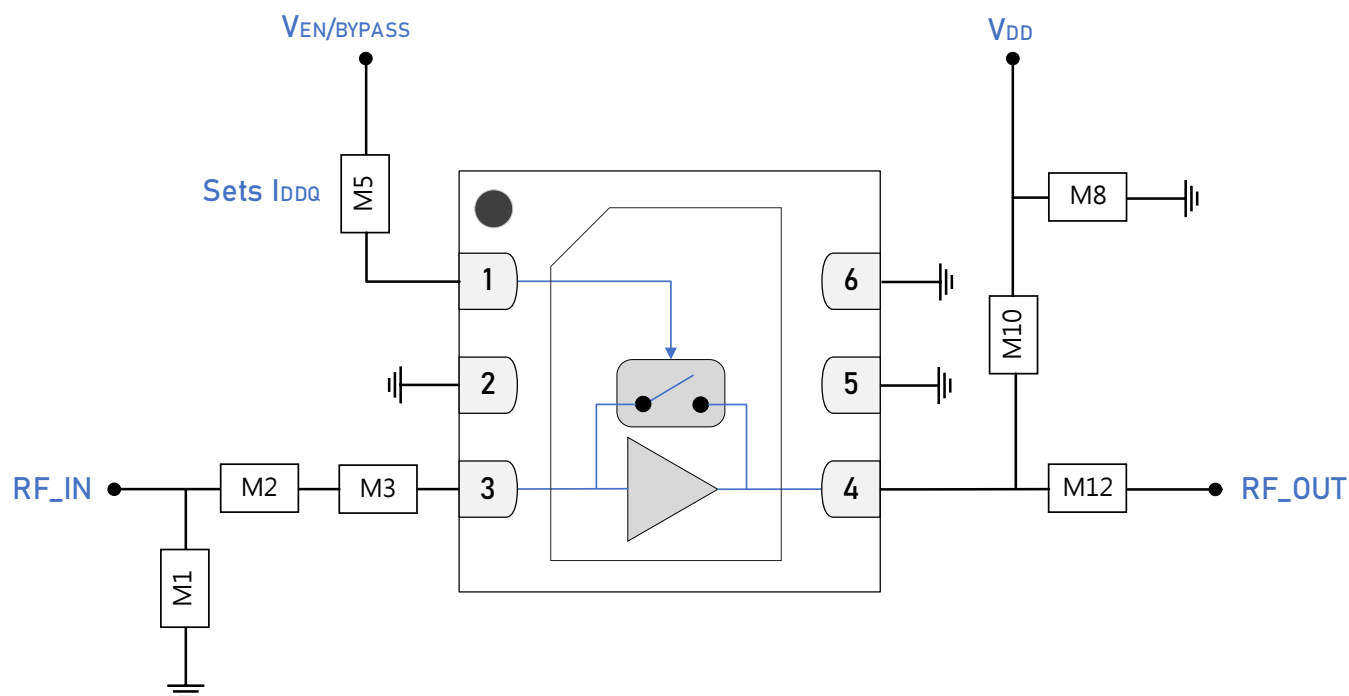 VEN/BYPASS
VDD
Sets IDDQ
M5
M8
1
6
M10
2
5
RF_IN
M2
M3
3
4
M12
RF_OUT
M1